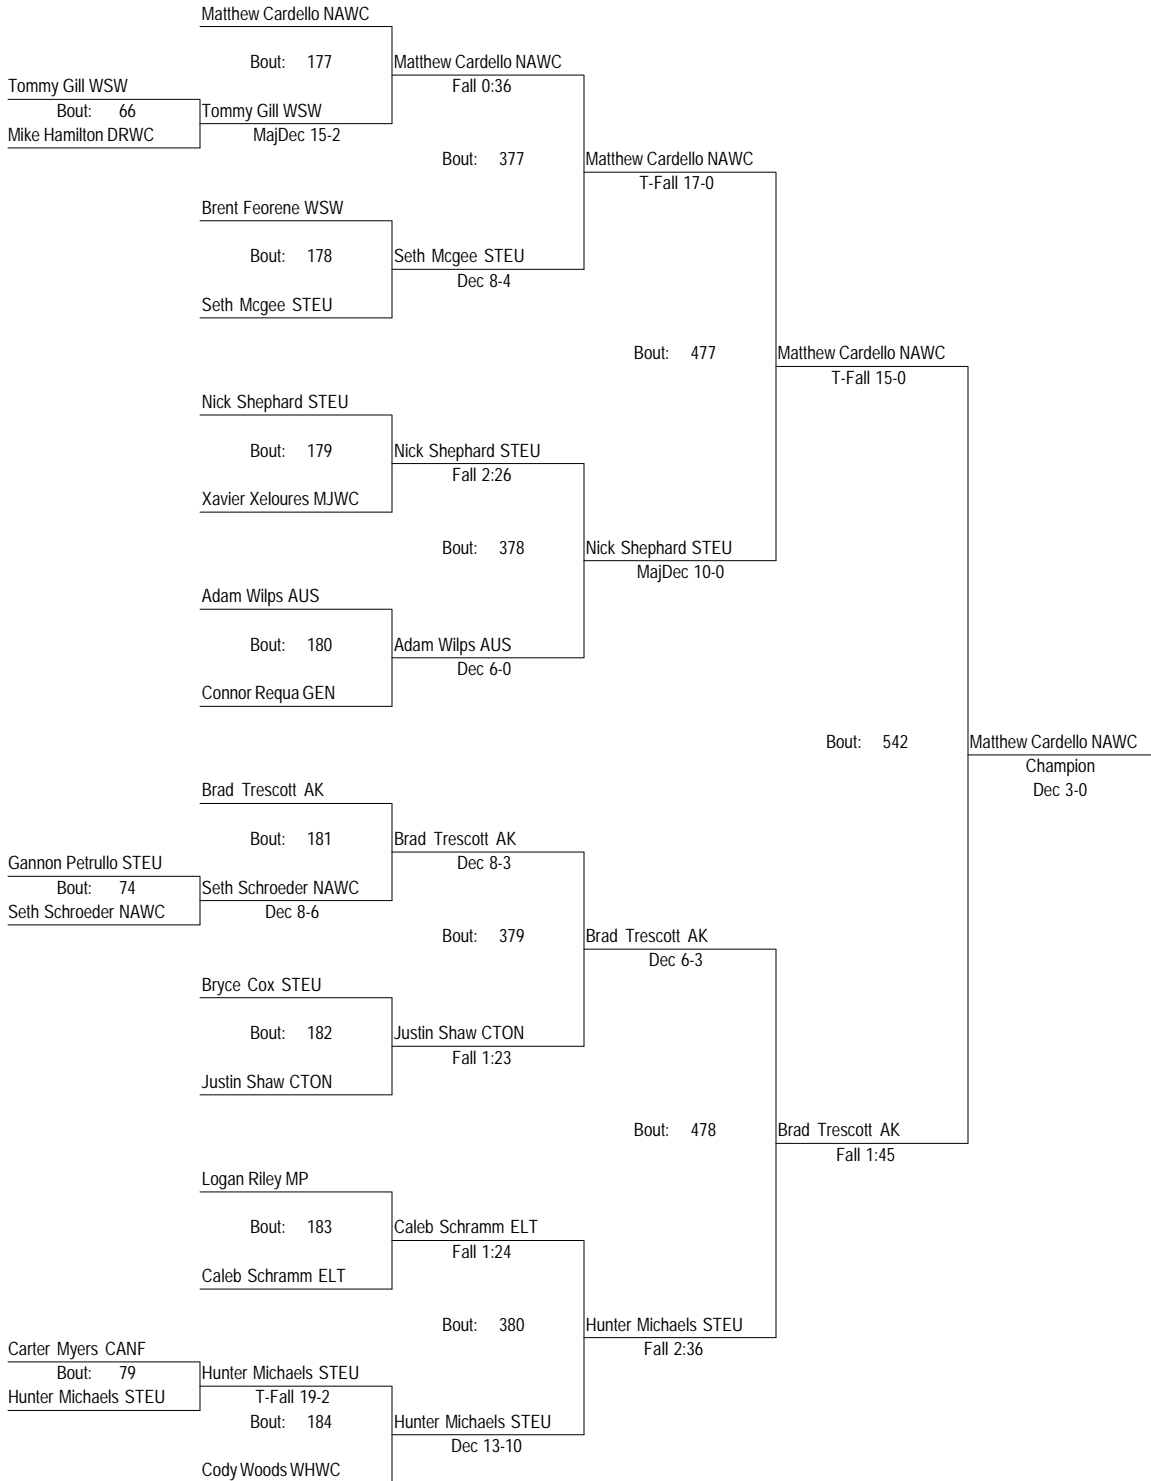 Matthew Cardello NAWC
Bout: 177
Matthew Cardello NAWC
Fall 0:36
Tommy Gill WSW
Bout: 66
Tommy Gill WSW
Mike Hamilton DRWC
MajDec 15-2
Bout: 377
Matthew Cardello NAWC
T-Fall 17-0
Brent Feorene WSW
Bout: 178
Seth Mcgee STEU
Dec 8-4
Seth Mcgee STEU
Bout: 477
Matthew Cardello NAWC
T-Fall 15-0
Nick Shephard STEU
Bout: 179
Nick Shephard STEU
Fall 2:26
Xavier Xeloures MJWC
Bout: 378
Nick Shephard STEU
MajDec 10-0
Adam Wilps AUS
Bout: 180
Adam Wilps AUS
Dec 6-0
Connor Requa GEN
Bout: 542
Matthew Cardello NAWC
Champion
Dec 3-0
Brad Trescott AK
Bout: 181
Brad Trescott AK
Dec 8-3
Gannon Petrullo STEU
Bout: 74
Seth Schroeder NAWC
Seth Schroeder NAWC
Dec 8-6
Bout: 379
Brad Trescott AK
Dec 6-3
Bryce Cox STEU
Bout: 182
Justin Shaw CTON
Fall 1:23
Justin Shaw CTON
Bout: 478
Brad Trescott AK
Fall 1:45
Logan Riley MP
Bout: 183
Caleb Schramm ELT
Fall 1:24
Caleb Schramm ELT
Bout: 380
Hunter Michaels STEU
Fall 2:36
Carter Myers CANF
Bout: 79
Hunter Michaels STEU
Hunter Michaels STEU
T-Fall 19-2
Bout: 184
Hunter Michaels STEU
Dec 13-10
Cody Woods WHWC